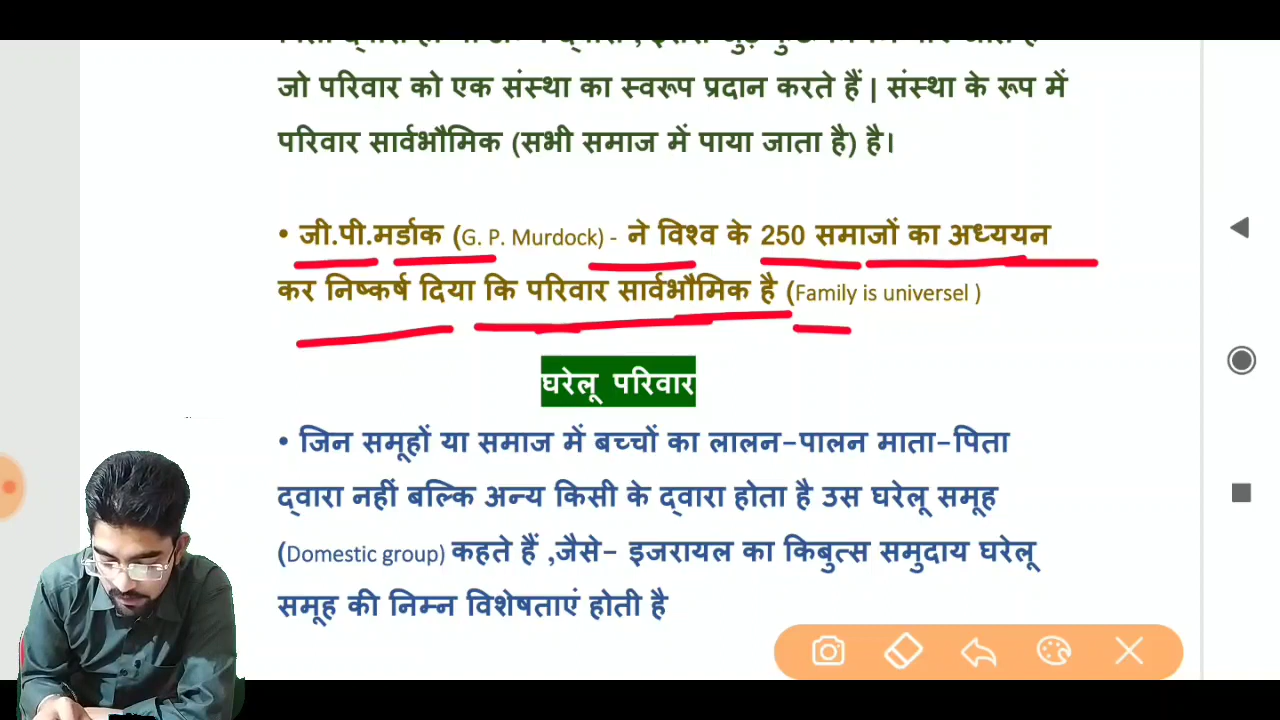 जो परिवार को एक संस्था का स्वरूप प्रदान करते हैं | संस्था के रूप में
परिवार सार्वभौमिक (सभी समाज में पाया जाता है) है।
• जी.पी.मर्डाक (G. P. Murdock) - ने विश्व के 250 समाजों का अध्ययन
कर निष्कर्ष दिया कि परिवार सार्वभौमिक है (Family is universel )
घरेलू परिवार
• जिन समूहों या समाज में बच्चों का लालन-पालन माता-पिता
द्वारा नहीं बल्कि अन्य किसी के द्वारा होता है उस घरेलू समूह
(Domestic group) कहते हैं ,जैसे- इजरायल का किबुत्स समुदाय घरेलू
समूह की निम्न विशेषताएं होती है